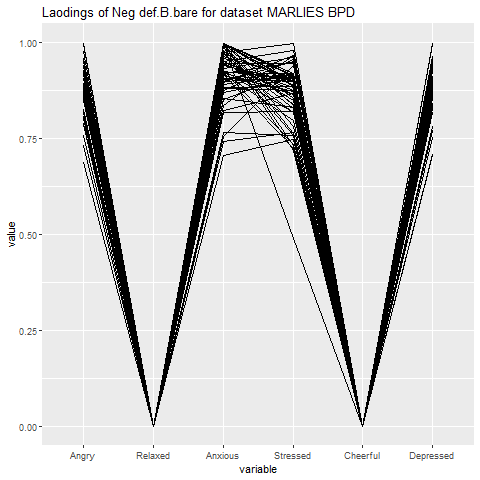 Laodings of Neg def.B.bare for dataset MARLIES BPD
value
1.00
0.75
0.50
0.25
0.00
Angry Relaxed Anxious Stressed Cheerful Depressed
variable